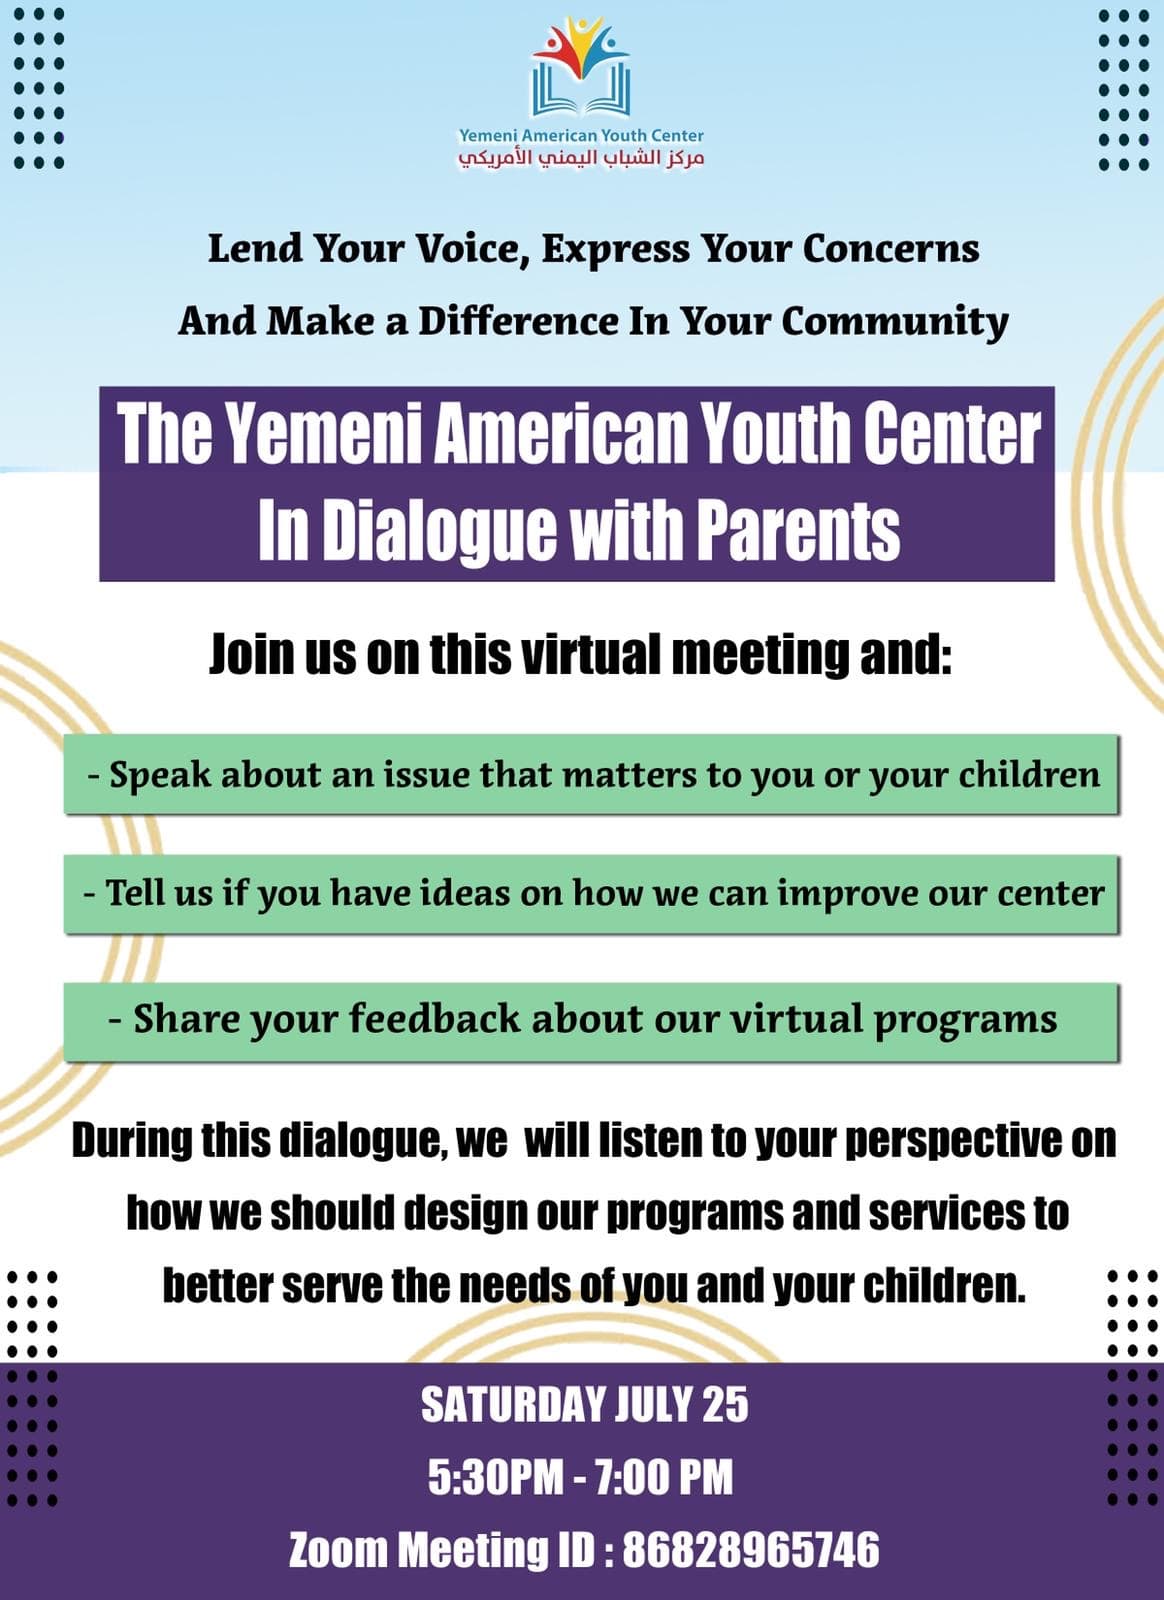 Yemeni American Youth Center
مركز الشباب اليمني الأمريكي
Lend Your Voice, Express Your Concerns
And Make a Difference In Your Community
The Yemeni American Youth Center
In Dialogue with Parents
Join us on this virtual meeting and:
- Speak about an issue that matters to you or your children
- Tell us if you have ideas on how we can improve our center
- Share your feedback about our virtual programs
During this dialogue, we will listen to your perspective on
how we should design our programs and services to
better serve the needs of you and your children.
SATURDAY JULY 25
5:30PM - 7:00 PM
Zoom Meeting ID : 86828965746